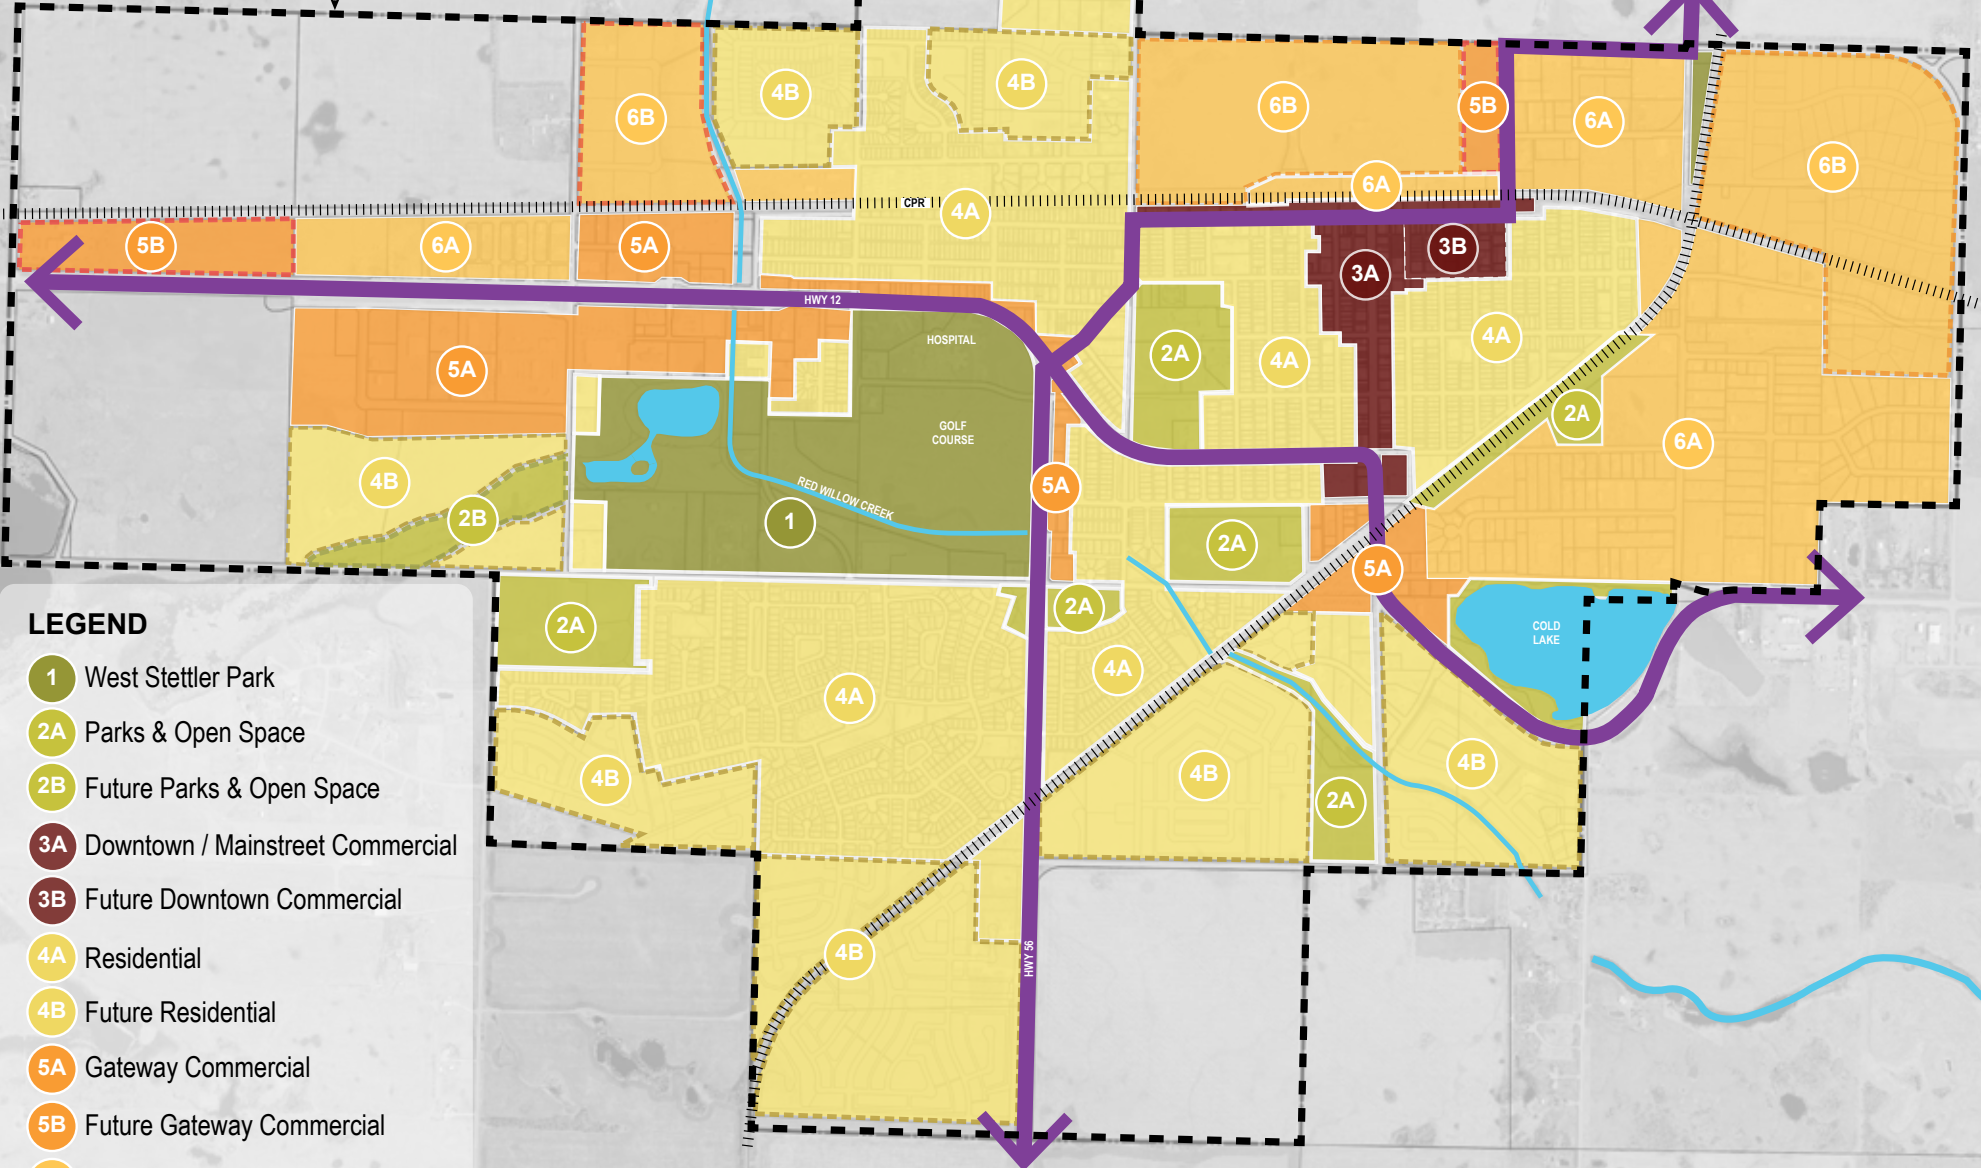 4B
4B
6B
6B
5B
6A
6B
6A
CPR
4A
5B
6A
5A
3B
3A
HWY 12
HOSPITAL
2A
4A
4A
5A
GOLF
COURSE
2A
6A
4B
5A
RED WILLOW CREEK
2B
1
2A
5A
2A
2A
COLD
LAKE
4A
4A
4B
4B
4B
2A
4B
HWY 56
LEGEND
1 West Stettler Park
2A Parks & Open Space
2B Future Parks & Open Space
3A Downtown / Mainstreet Commercial
3B Future Downtown Commercial
4A Residential
4B Future Residential
5A Gateway Commercial
5B Future Gateway Commercial